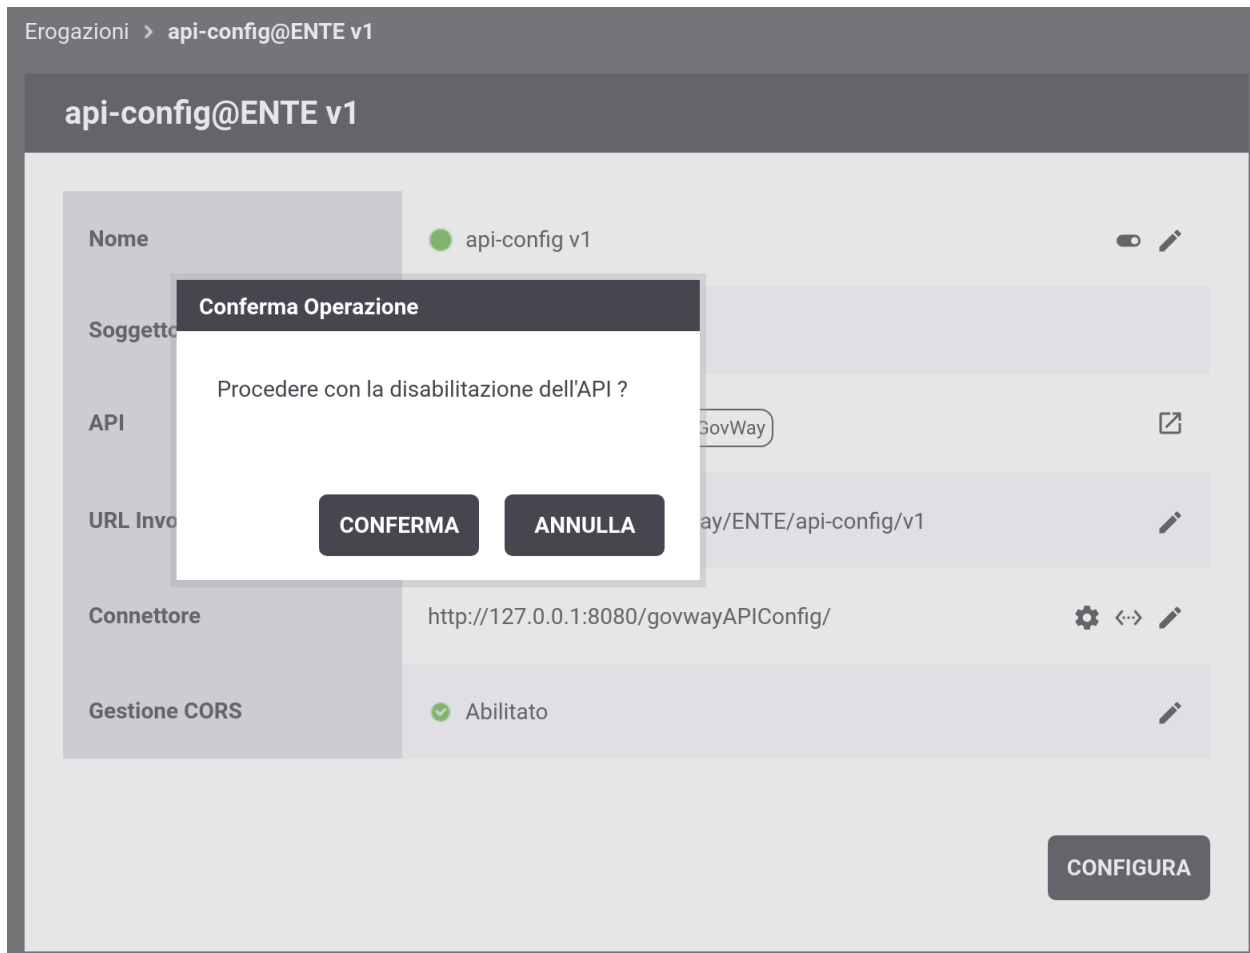 Erogazioni > api-config@ENTE v1
api-config@ENTE v1
Nome
api-config v1
Conferma Operazione
Procedere con la disabilitazione dell'API ?
CONFERMA
ANNULLA
Soggetto
API
GovWay
URL Invo
ay/ENTE/api-config/v1
Connettore
http://127.0.0.1:8080/govwayAPIConfig/
Gestione CORS
Abilitato
CONFIGURA